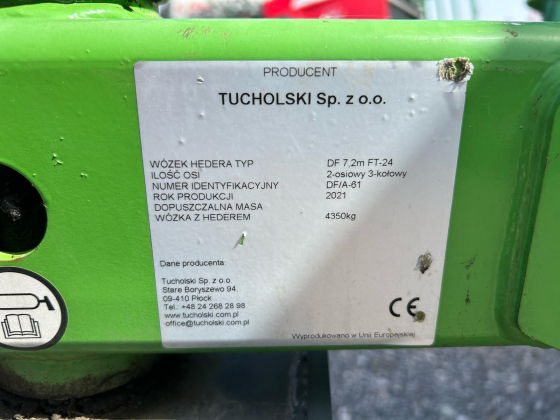 PRODUCENT
TUCHOLSKI Sp. z o.o.
WÓZEK HEDERA TYP DF 7,2m FT-24
ILOŚĆ OSI 2-osiowy 3-kołowy
NUMER IDENTYFIKACYJNY DF/A-61
ROK PRODUKCJI 2021
DOPUSZCZALNA MASA
WÓZKA Z HEDEREM 4350kg
Dane producenta:
Tucholski Sp. z o.o.
Stare Boryszewo 94
09-410 Płock
Tel.: +48 24 268 28 98
www.tucholski.com.pl
office@tucholski.com.pl
CE
Wyprodukowano w Unii Europejskiej